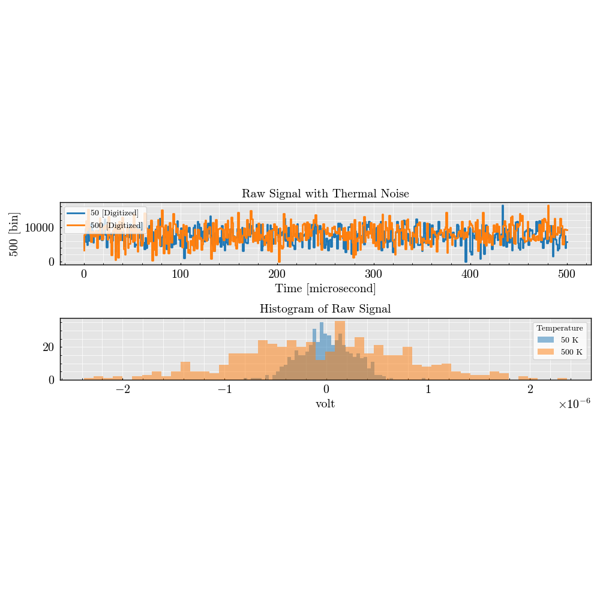 Raw Signal with Thermal Noise
50 [Digitized]
500 [Digitized]
500 [bin]
10000
0
0 100 200 300 400 500
Time [microsecond]
Histogram of Raw Signal
Temperature
50 K
500 K
20
0
−2 −1 0 1 2
volt
×10⁻⁶